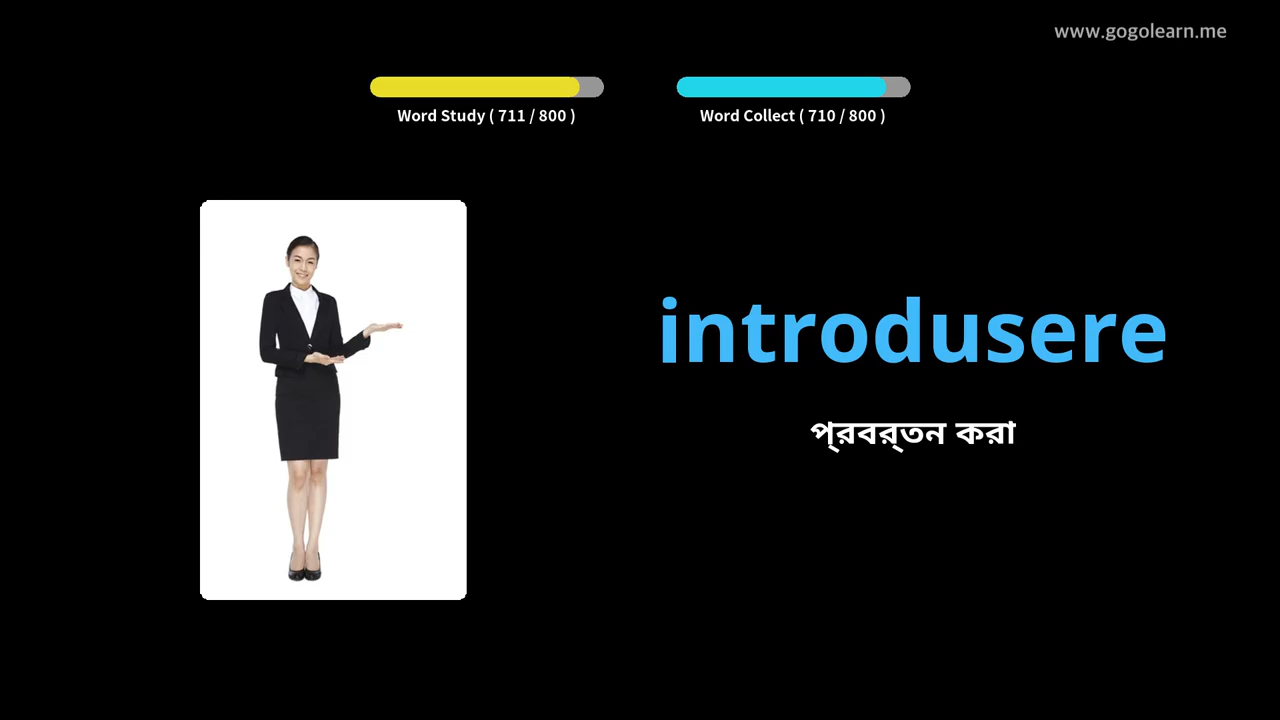 www.gogolearn.me
Word Study ( 711 / 800 )
Word Collect ( 710 / 800 )
introdusere
প্রবর্তন করা